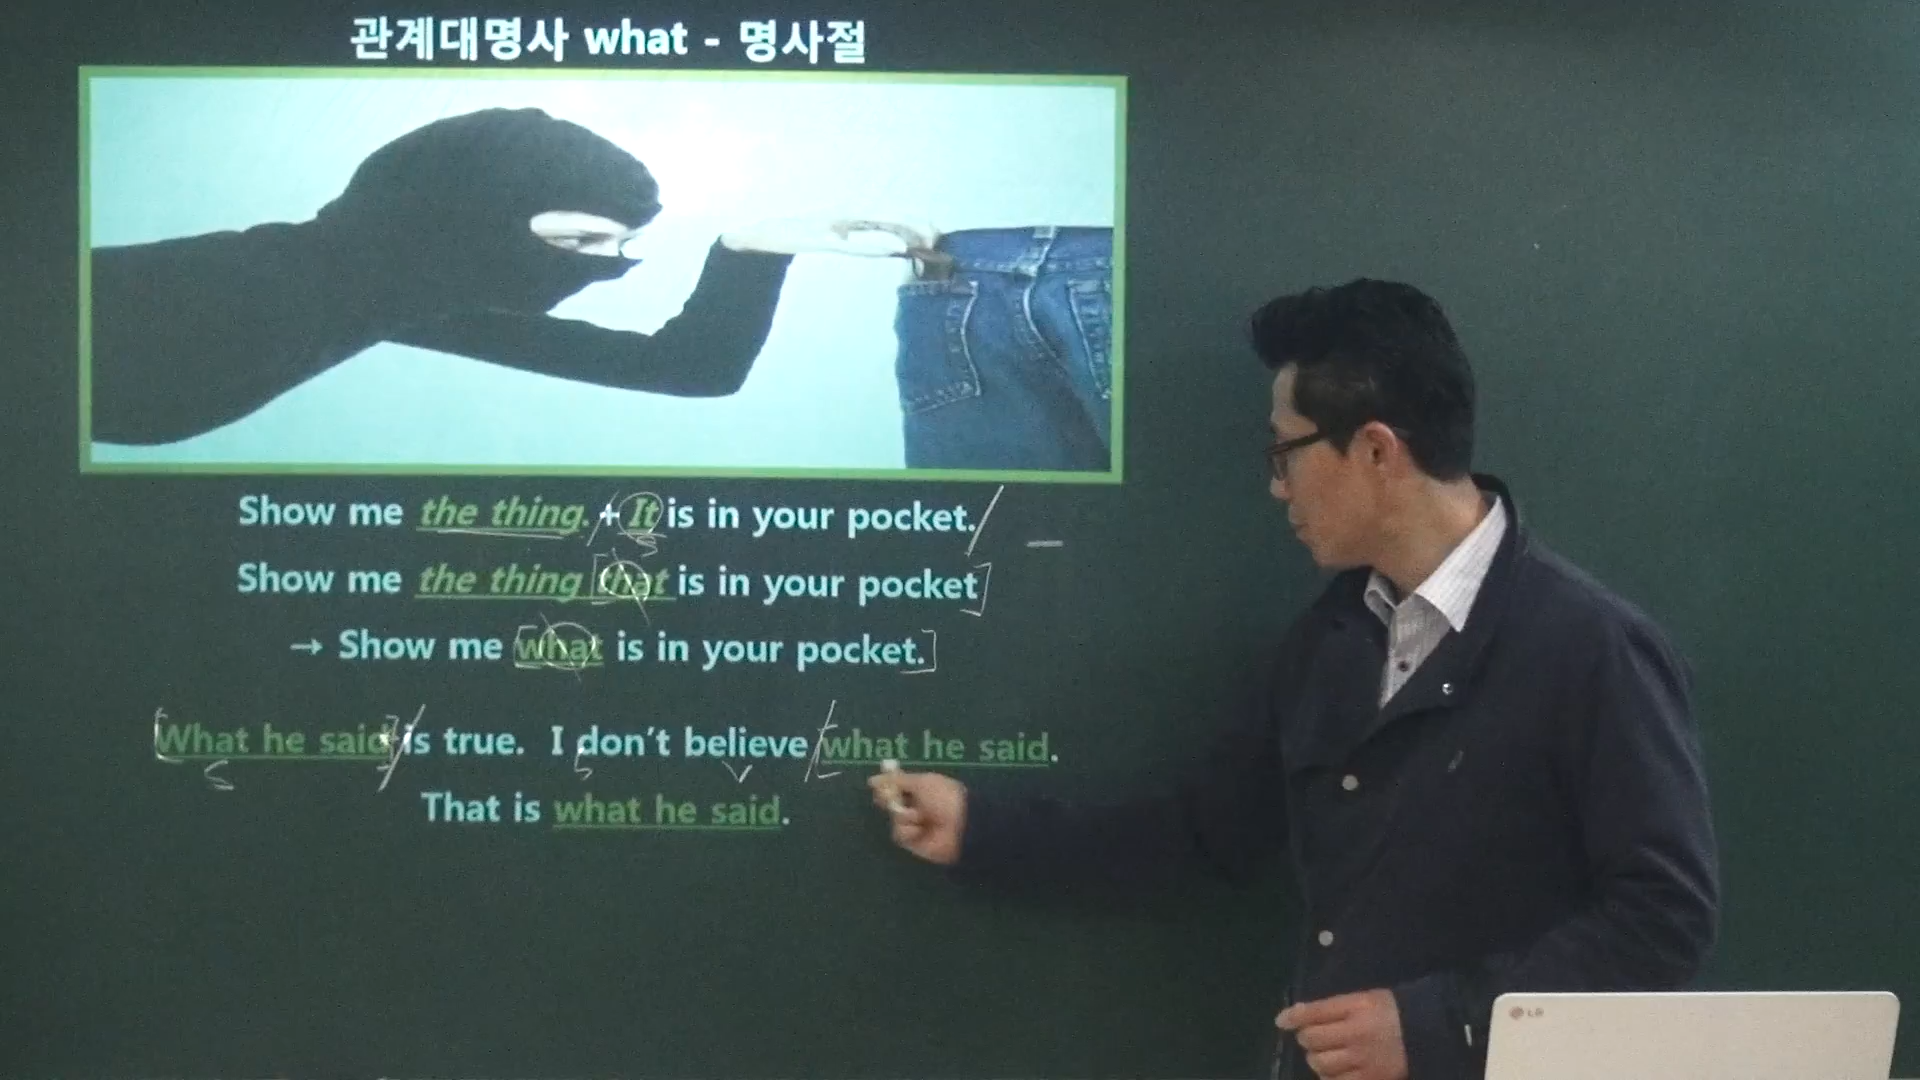 관계대명사 what - 명사절
Show me the thing. + It is in your pocket.
S
Show me the thing that is in your pocket
→ Show me what is in your pocket.
What he said is true. I don't believe what he said.
S S V
That is what he said.
LG